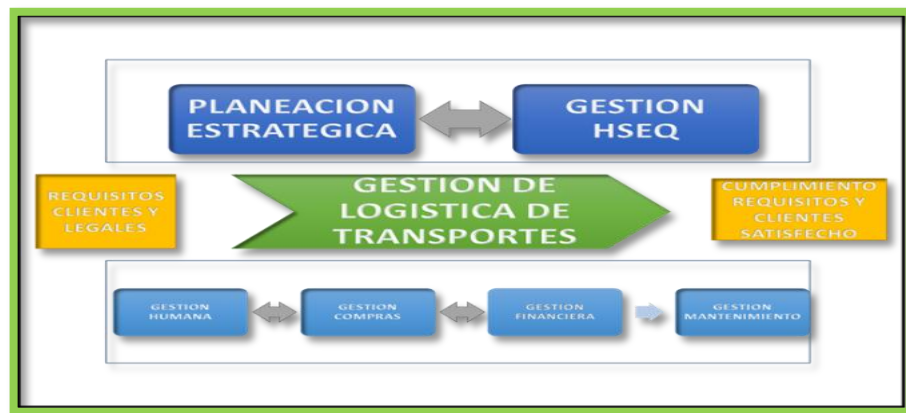 PLANEACION
ESTRATEGICA
GESTION
HSEQ
REQUISITOS
CLIENTES Y
LEGALES
GESTION DE
LOGISTICA DE
TRANSPORTES
CUMPLIMIENTO
REQUISITOS Y
CLIENTES
SATISFECHO
GESTION
HUMANA
GESTION
COMPRAS
GESTION
FINANCIERA
GESTION
MANTENIMIENTO